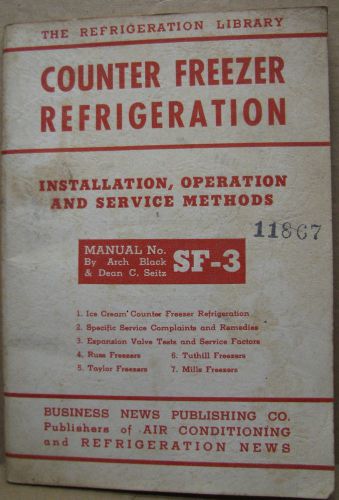 THE REFRIGERATION LIBRARY
COUNTER FREEZER
REFRIGERATION
INSTALLATION, OPERATION
AND SERVICE METHODS
11867
MANUAL No. SF-3
By Arch Black
& Dean C. Seitz
1. Ice Cream Counter Freezer Refrigeration
2. Specific Service Complaints and Remedies
3. Expansion Valve Tests and Service Factors
4. Russ Freezers 6. Tuthill Freezers
5. Taylor Freezers 7. Mills Freezers
BUSINESS NEWS PUBLISHING CO.
Publishers of AIR CONDITIONING
and REFRIGERATION NEWS